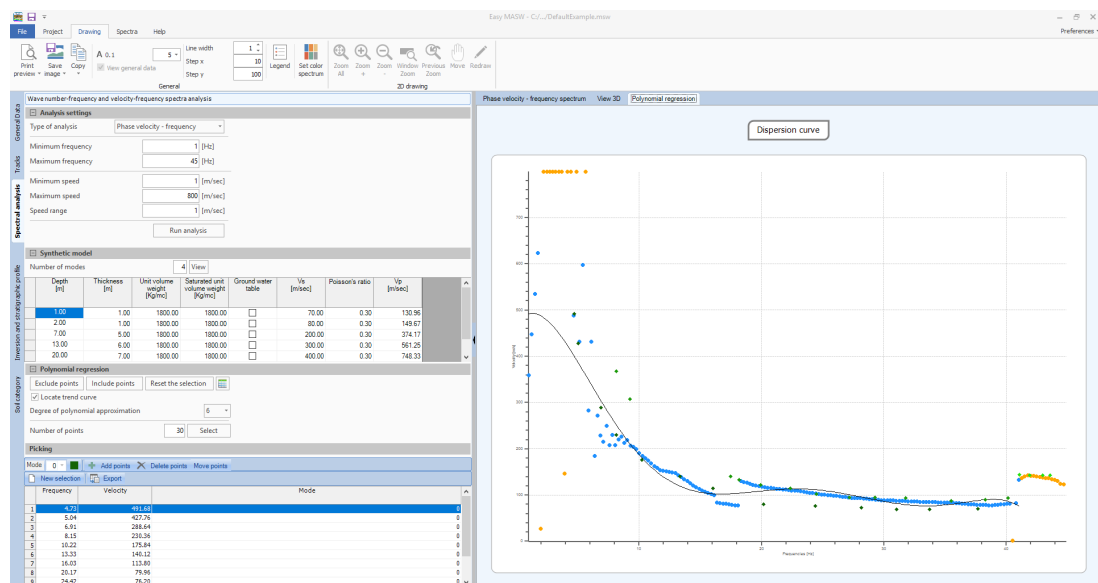 Easy MASW - C:/.../DefaultExample.msw
File Project Drawing Spectra Help
Preferences
Print preview
Save image
Copy
A 0.1
5
View general data
Line width 1
Step x 10
Step y 100
General
Legend
Set color spectrum
Zoom All
Zoom +
Zoom -
Window Zoom
Previous Zoom
Move
Redraw
2D drawing
General Data
Tracks
Spectral analysis
Inversion and stratigraphic profile
Soil category
Wave number-frequency and velocity-frequency spectra analysis
Analysis settings
Type of analysis Phase velocity - frequency
Minimum frequency 1 [Hz]
Maximum frequency 45 [Hz]
Minimum speed 1 [m/sec]
Maximum speed 800 [m/sec]
Speed range 1 [m/sec]
Run analysis
Synthetic model
Number of modes 4 View
Depth [m] Thickness [m] Unit volume weight [Kg/mc] Saturated unit volume weight [Kg/mc] Ground water table Vs [m/sec] Poisson's ratio Vp [m/sec]
1.00 1.00 1800.00 1800.00 70.00 0.30 130.96
2.00 1.00 1800.00 1800.00 80.00 0.30 149.67
7.00 5.00 1800.00 1800.00 200.00 0.30 374.17
13.00 6.00 1800.00 1800.00 300.00 0.30 561.25
20.00 7.00 1800.00 1800.00 400.00 0.30 748.33
Polynomial regression
Exclude points Include points Reset the selection
Locate trend curve
Degree of polynomial approximation 6
Number of points 30 Select
Picking
Mode 0 Add points Delete points Move points
New selection Export
Frequency Velocity Mode
1 4.73 491.68 0
2 5.04 427.76 0
3 6.91 288.64 0
4 8.15 230.36 0
5 10.22 175.84 0
6 13.33 140.12 0
7 16.03 113.80 0
8 20.17 79.96 0
9 24.42 76.20 0
Phase velocity - frequency spectrum View 3D Polynomial regression
Dispersion curve
700
500
400
300
200
100
0
10 20 30 40
Frequencies [Hz]